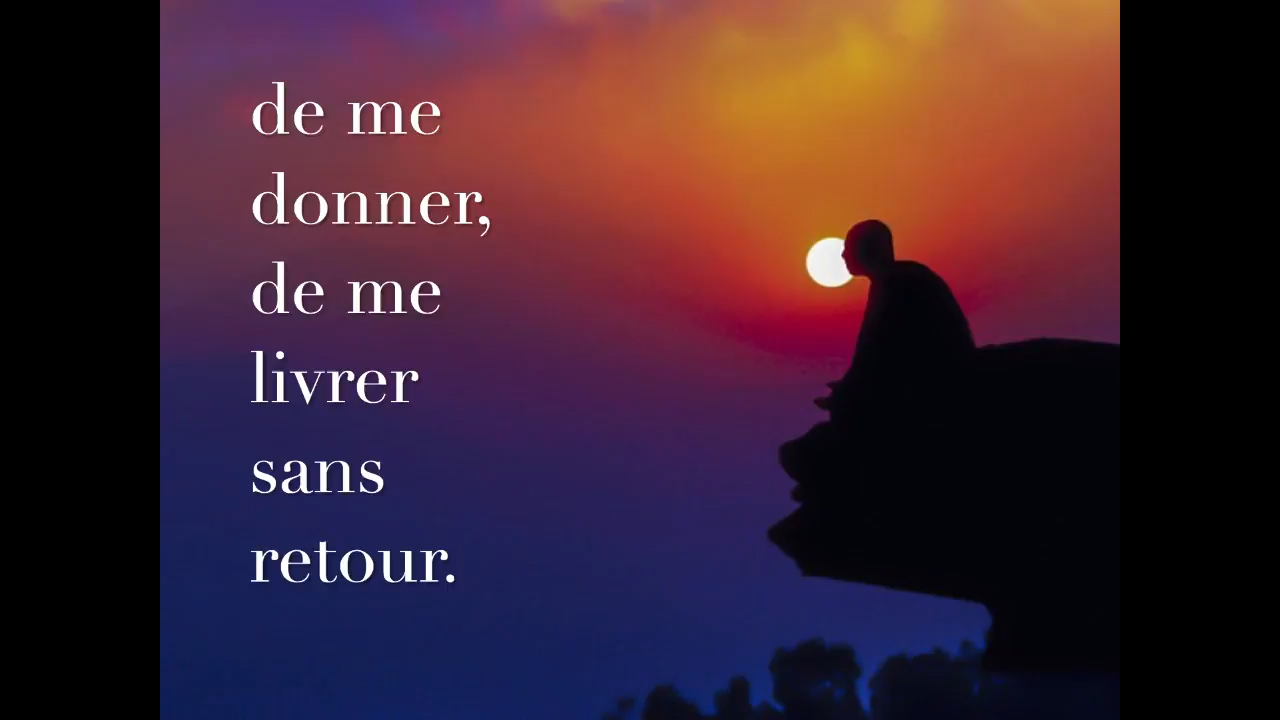 de me
donner,
de me
livrer
sans
retour.